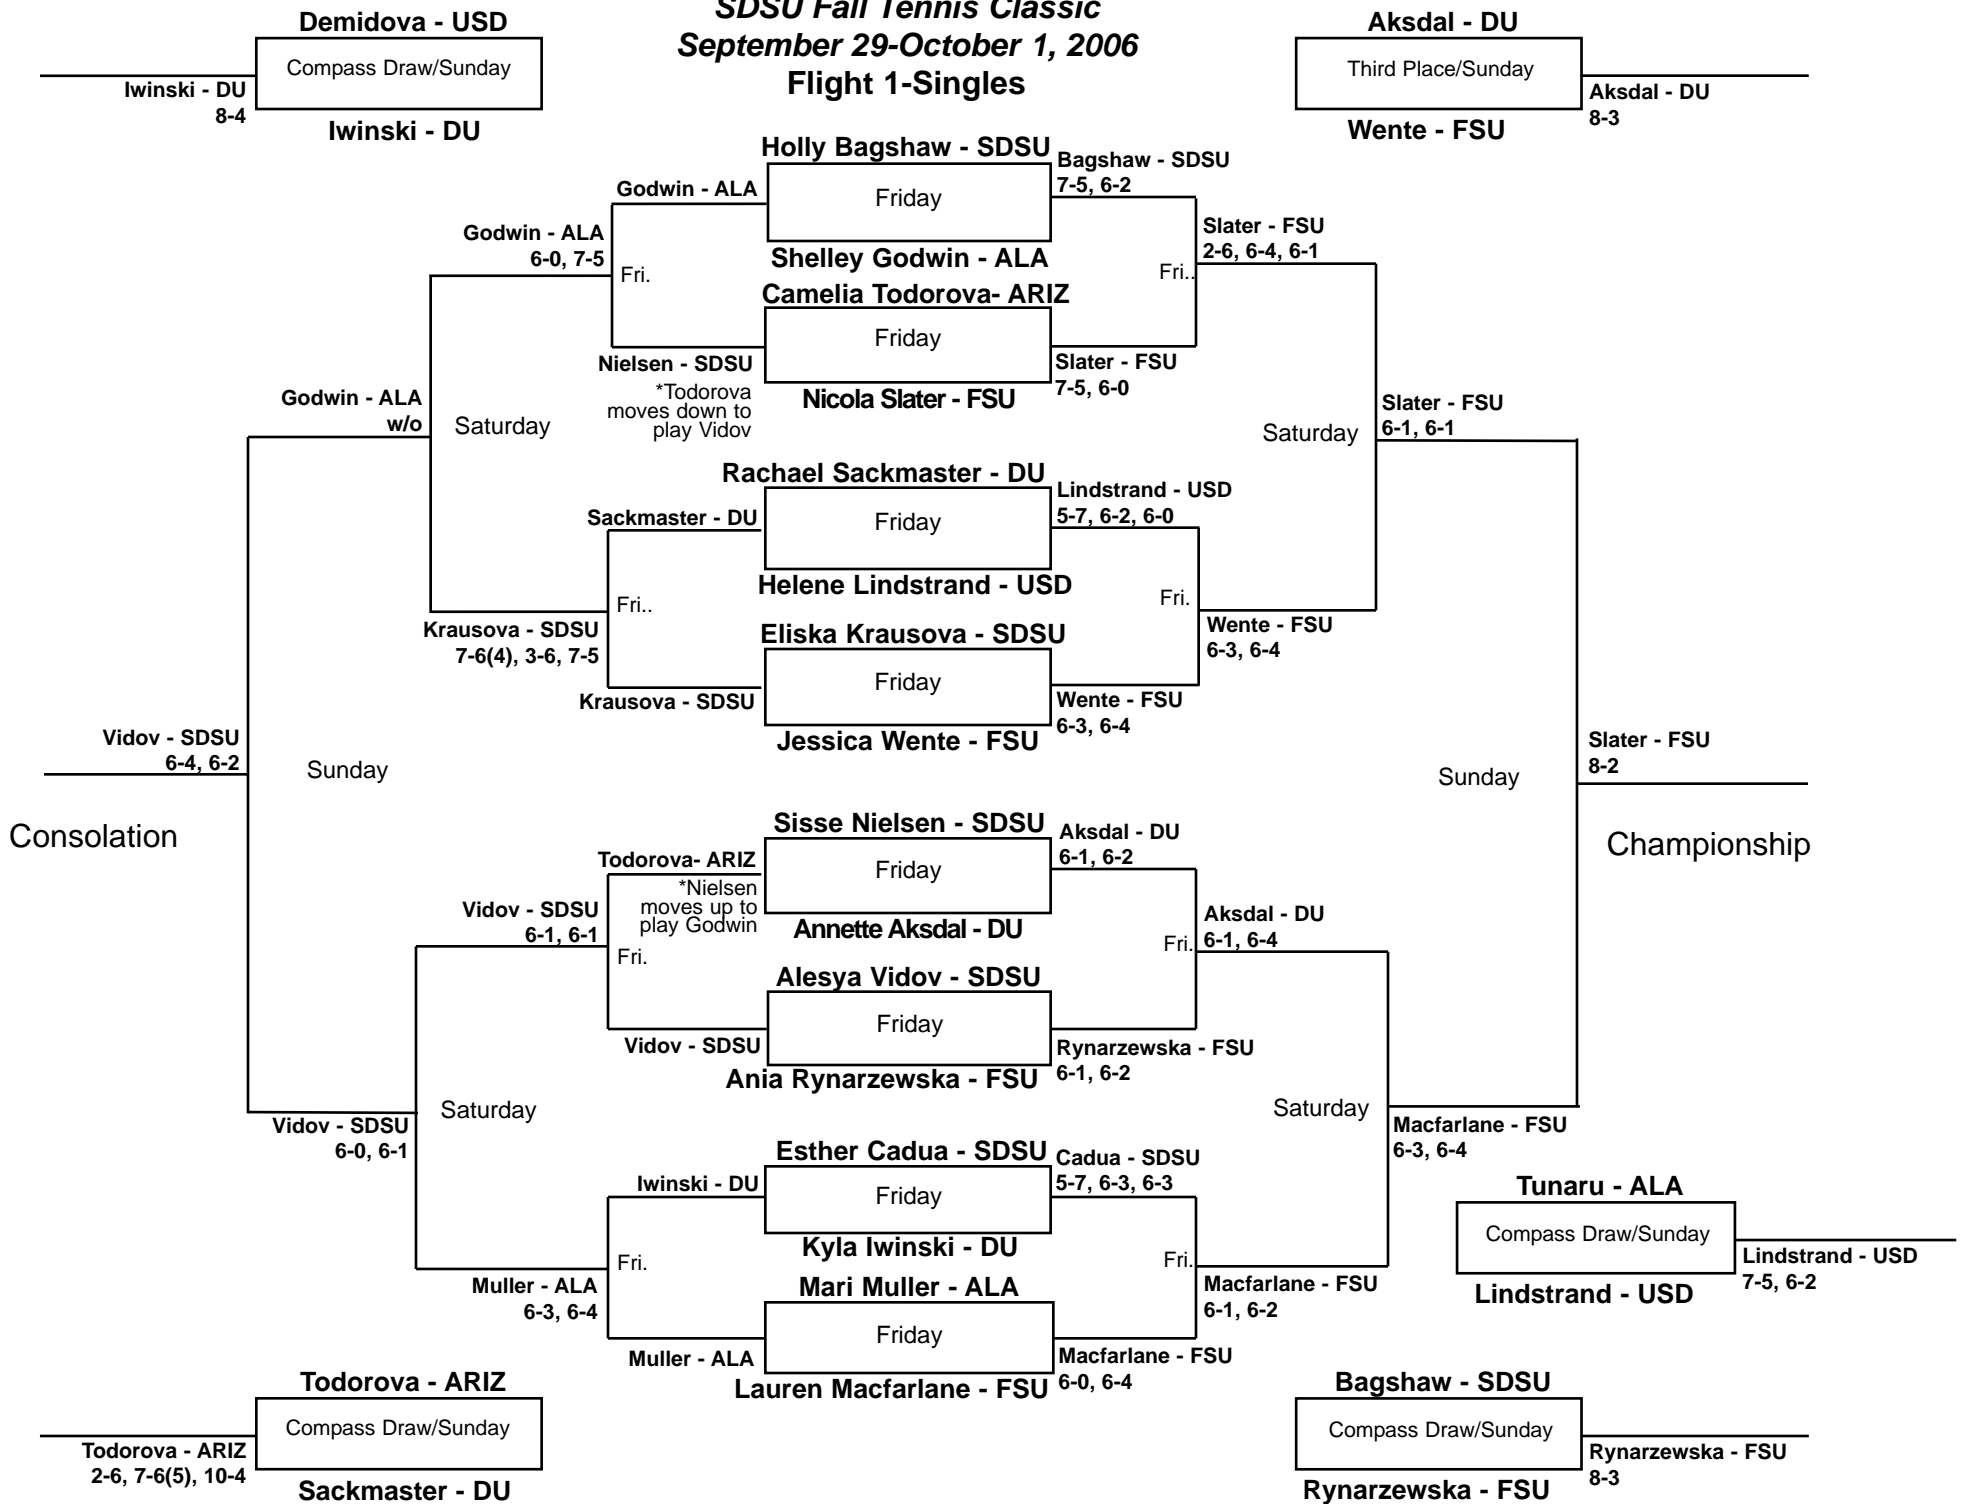 SDSU Fall Tennis Classic
September 29-October 1, 2006
Flight 1-Singles
Demidova - USD
Compass Draw/Sunday
Iwinski - DU
8-4
Iwinski - DU
Aksdal - DU
Third Place/Sunday
Aksdal - DU
8-3
Wente - FSU
Holly Bagshaw - SDSU
Friday
Shelley Godwin - ALA
Bagshaw - SDSU
7-5, 6-2
Godwin - ALA
Godwin - ALA
6-0, 7-5
Fri.
Fri..
Slater - FSU
2-6, 6-4, 6-1
Camelia Todorova- ARIZ
Friday
Nicola Slater - FSU
Slater - FSU
7-5, 6-0
Nielsen - SDSU
*Todorova
moves down to
play Vidov
Godwin - ALA
w/o
Saturday
Saturday
Slater - FSU
6-1, 6-1
Rachael Sackmaster - DU
Friday
Helene Lindstrand - USD
Lindstrand - USD
5-7, 6-2, 6-0
Sackmaster - DU
Fri..
Fri.
Krausova - SDSU
7-6(4), 3-6, 7-5
Wente - FSU
6-3, 6-4
Eliska Krausova - SDSU
Friday
Jessica Wente - FSU
Krausova - SDSU
Wente - FSU
6-3, 6-4
Vidov - SDSU
6-4, 6-2
Sunday
Sunday
Slater - FSU
8-2
Consolation
Championship
Sisse Nielsen - SDSU
Friday
Annette Aksdal - DU
Aksdal - DU
6-1, 6-2
Todorova- ARIZ
*Nielsen
moves up to
play Godwin
Vidov - SDSU
6-1, 6-1
Fri.
Fri.
Aksdal - DU
6-1, 6-4
Alesya Vidov - SDSU
Friday
Ania Rynarzewska - FSU
Vidov - SDSU
Rynarzewska - FSU
6-1, 6-2
Vidov - SDSU
6-0, 6-1
Saturday
Saturday
Macfarlane - FSU
6-3, 6-4
Esther Cadua - SDSU
Friday
Kyla Iwinski - DU
Iwinski - DU
Cadua - SDSU
5-7, 6-3, 6-3
Fri.
Fri.
Muller - ALA
6-3, 6-4
Macfarlane - FSU
6-1, 6-2
Mari Muller - ALA
Friday
Lauren Macfarlane - FSU
Muller - ALA
Macfarlane - FSU
6-0, 6-4
Tunaru - ALA
Compass Draw/Sunday
Lindstrand - USD
Lindstrand - USD
7-5, 6-2
Todorova - ARIZ
Compass Draw/Sunday
Todorova - ARIZ
2-6, 7-6(5), 10-4
Sackmaster - DU
Bagshaw - SDSU
Compass Draw/Sunday
Rynarzewska - FSU
8-3
Rynarzewska - FSU